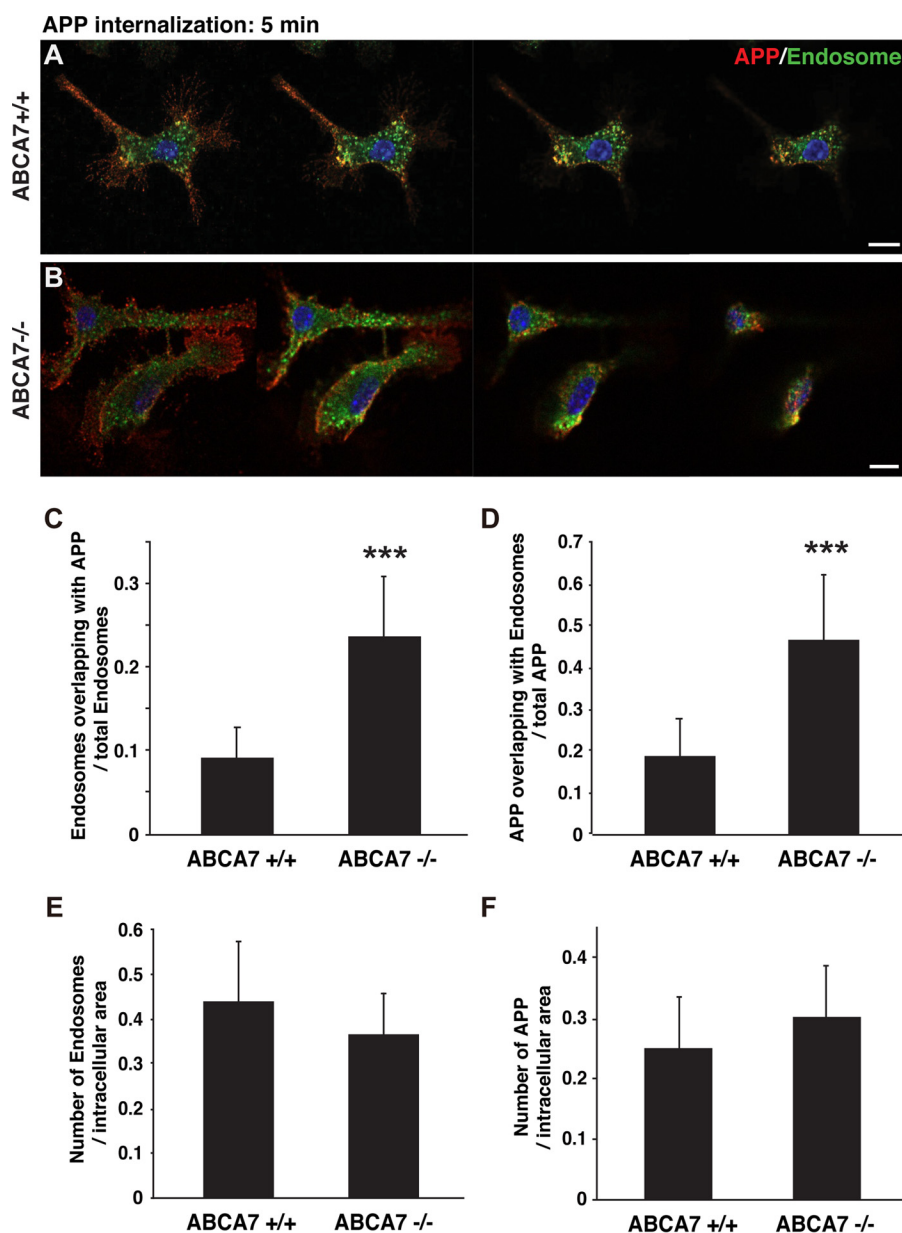 APP internalization: 5 min
A
APP/Endosome
ABCA7+/+
B
ABCA7-/-
C
Endosomes overlapping with APP
/ total Endosomes
0.3
0.2
0.1
0
***
ABCA7 +/+
ABCA7 -/-
D
APP overlapping with Endosomes
/ total APP
0.7
0.6
0.5
0.4
0.3
0.2
0.1
0
***
ABCA7 +/+
ABCA7 -/-
E
Number of Endosomes
/ intracellular area
0.6
0.5
0.4
0.3
0.2
0.1
0
ABCA7 +/+
ABCA7 -/-
F
Number of APP
/ intracellular area
0.4
0.3
0.2
0.1
0
ABCA7 +/+
ABCA7 -/-